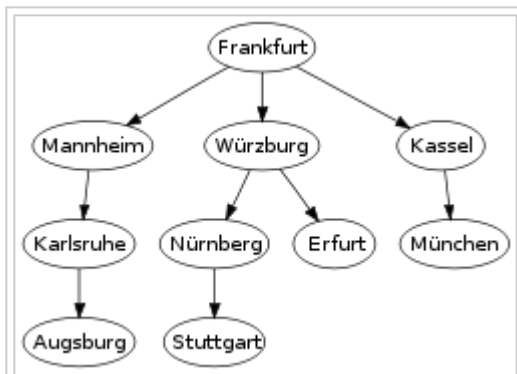 Frankfurt
Mannheim Würzburg Kassel
Karlsruhe Nürnberg Erfurt München
Augsburg Stuttgart